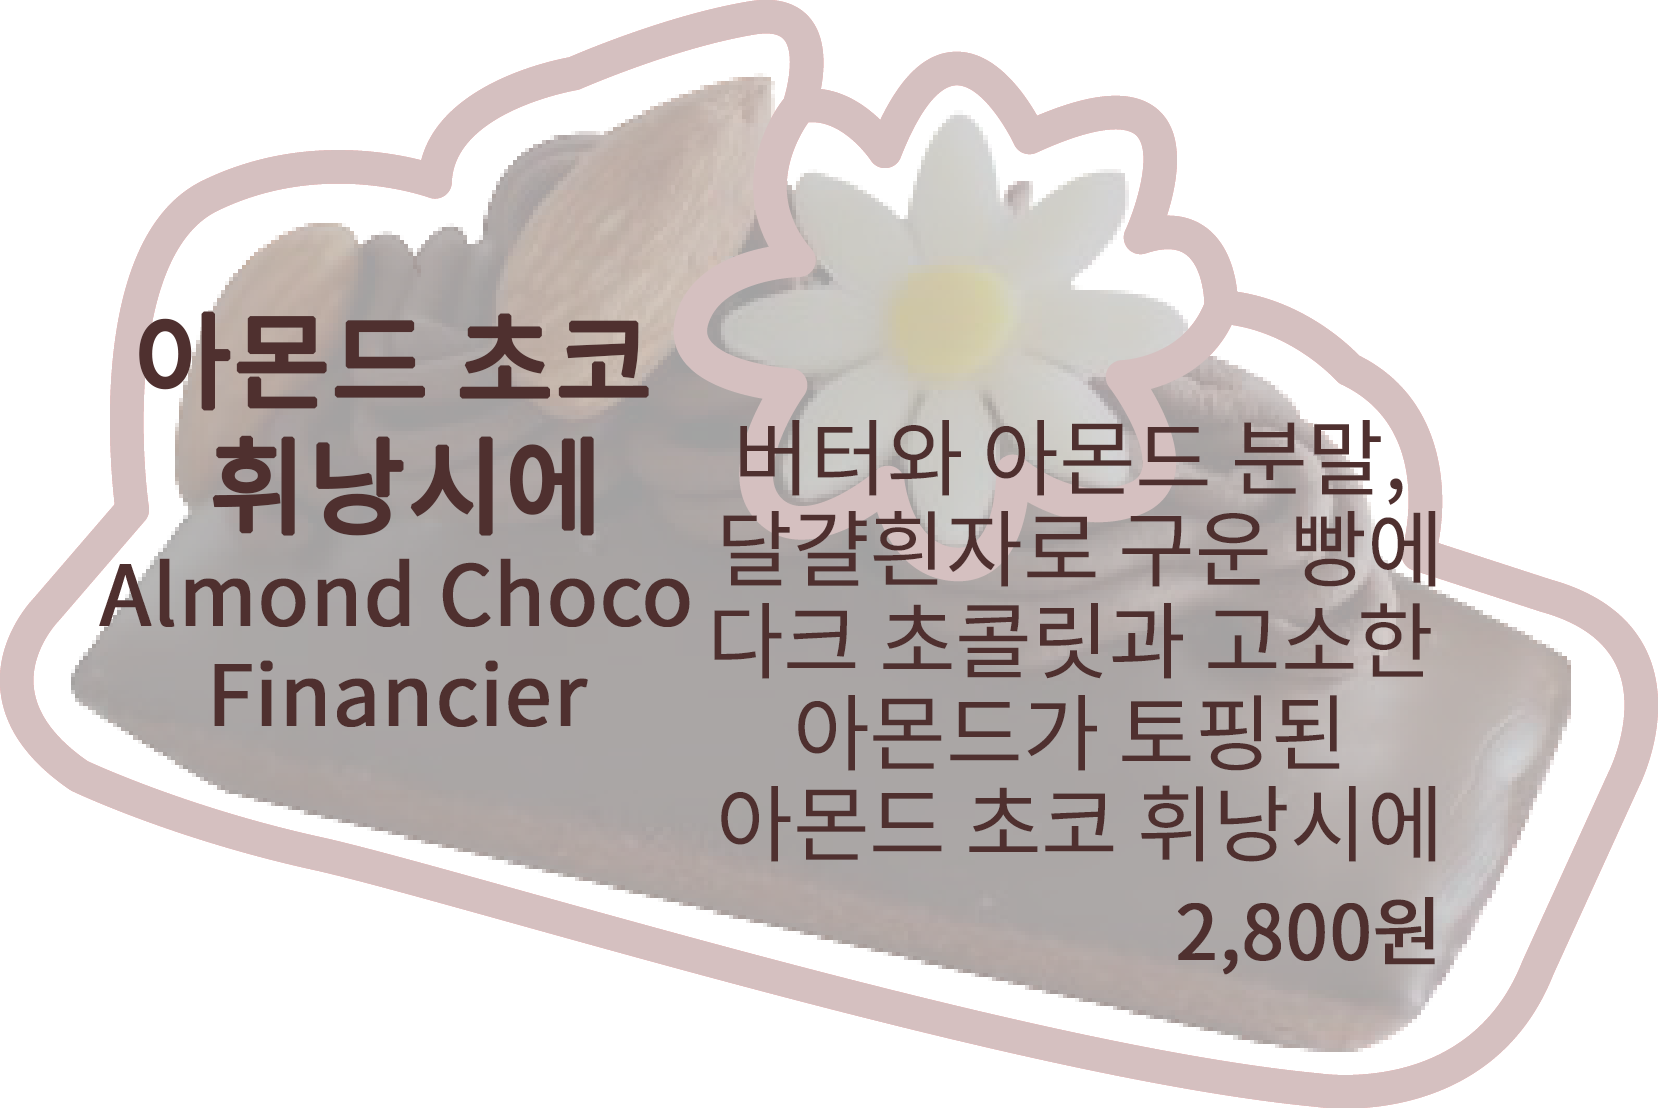 아몬드 초코
휘낭시에
Almond Choco
Financier
버터와 아몬드 분말,
달걀흰자로 구운 빵에
다크 초콜릿과 고소한
아몬드가 토핑된
아몬드 초코 휘낭시에
2,800원